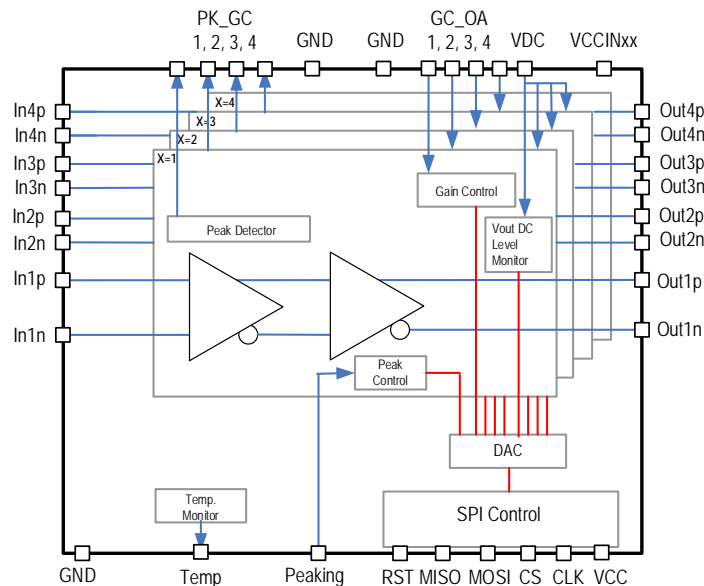 PK_GC
1, 2, 3, 4
GND
GND
GC_OA
1, 2, 3, 4
VDC
VCCINxx
X=4
X=3
X=2
X=1
In4p
In4n
In3p
In3n
In2p
In2n
In1p
In1n
Out4p
Out4n
Out3p
Out3n
Out2p
Out2n
Out1p
Out1n
Gain Control
Peak Detector
Vout DC
Level
Monitor
Peak
Control
DAC
Temp.
Monitor
SPI Control
GND
Temp
Peaking
RST
MISO
MOSI
CS
CLK
VCC